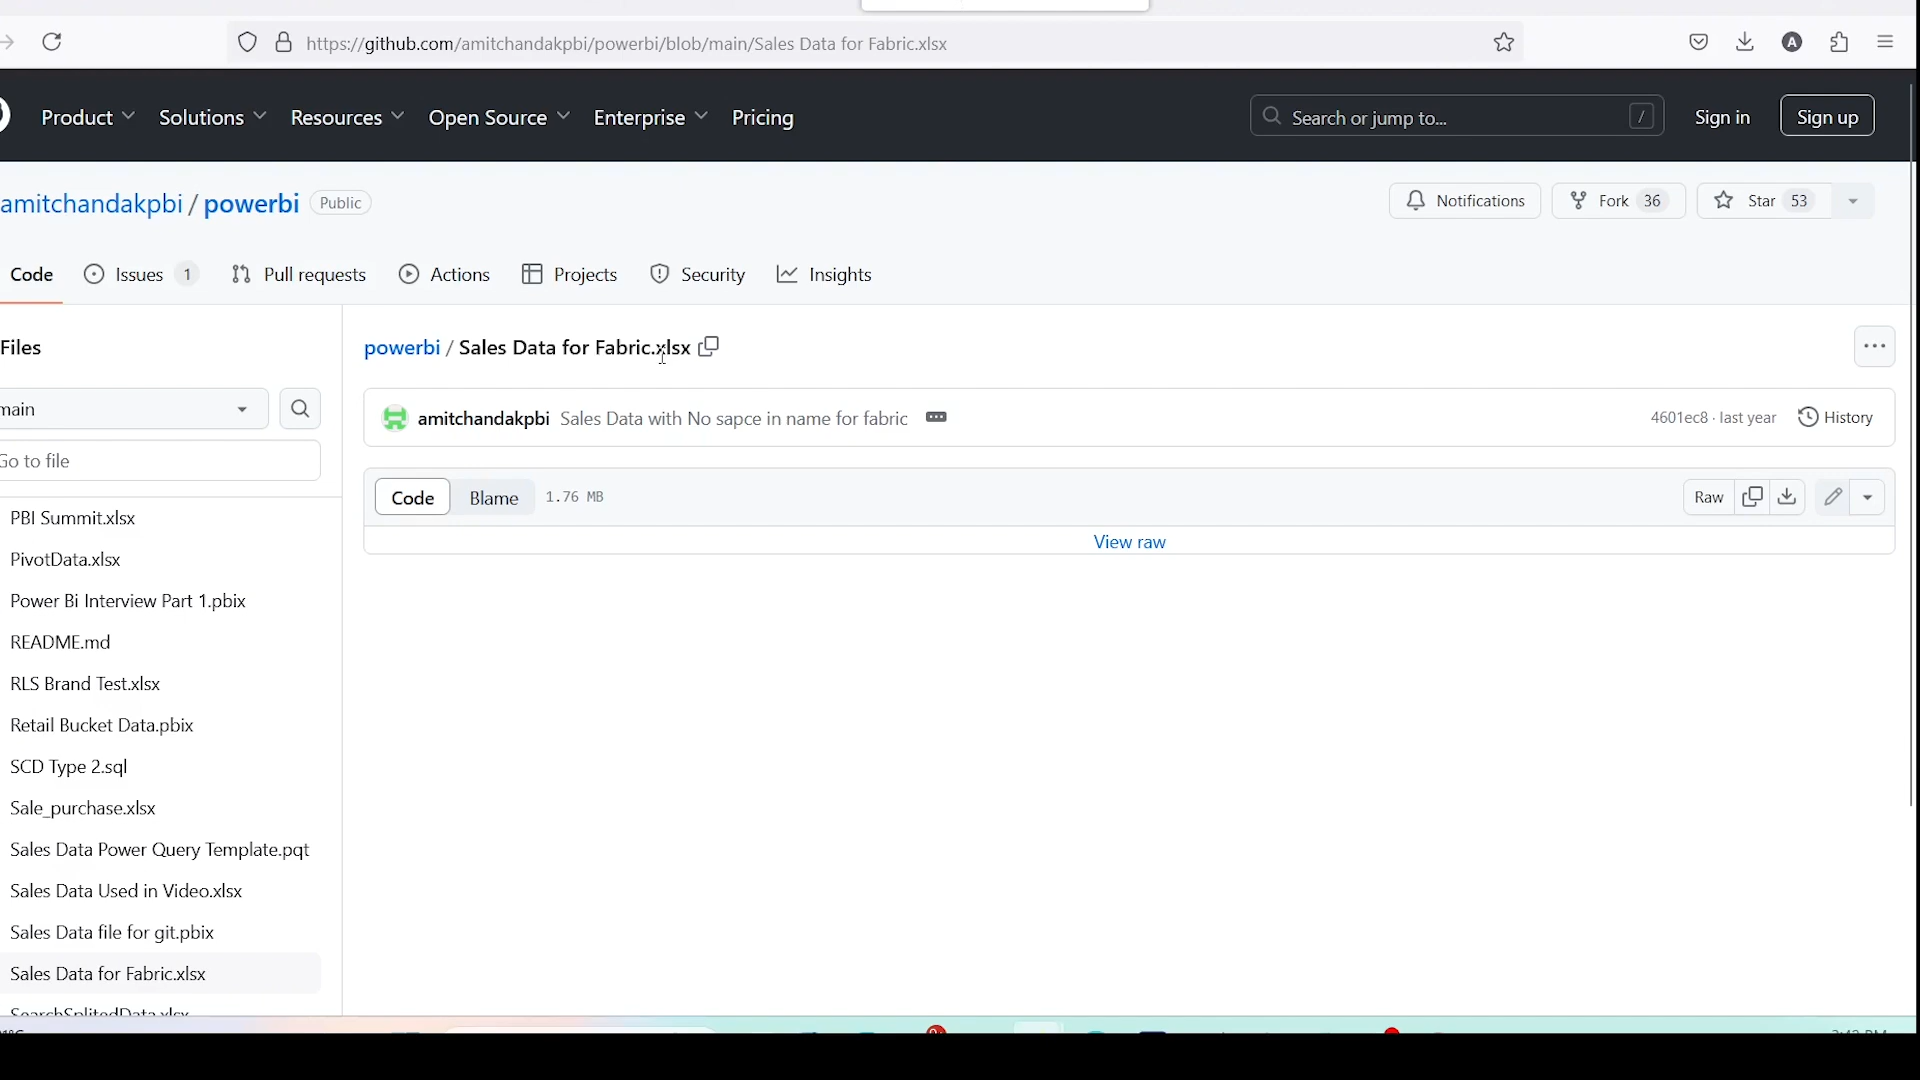 https://github.com/amitchandakpbi/powerbi/blob/main/Sales Data for Fabric.xlsx
A
Product Solutions Resources Open Source Enterprise Pricing Search or jump to... / Sign in Sign up
amitchandakpbi / powerbi Public Notifications Fork 36 Star 53
Code Issues 1 Pull requests Actions Projects Security Insights
Files
powerbi / Sales Data for Fabric.xlsx
main
amitchandakpbi Sales Data with No sapce in name for fabric 4601ec8 · last year History
Go to file
Code Blame 1.76 MB Raw
View raw
PBI Summit.xlsx
PivotData.xlsx
Power Bi Interview Part 1.pbix
README.md
RLS Brand Test.xlsx
Retail Bucket Data.pbix
SCD Type 2.sql
Sale_purchase.xlsx
Sales Data Power Query Template.pqt
Sales Data Used in Video.xlsx
Sales Data file for git.pbix
Sales Data for Fabric.xlsx
SearchSplitedData.xlsx